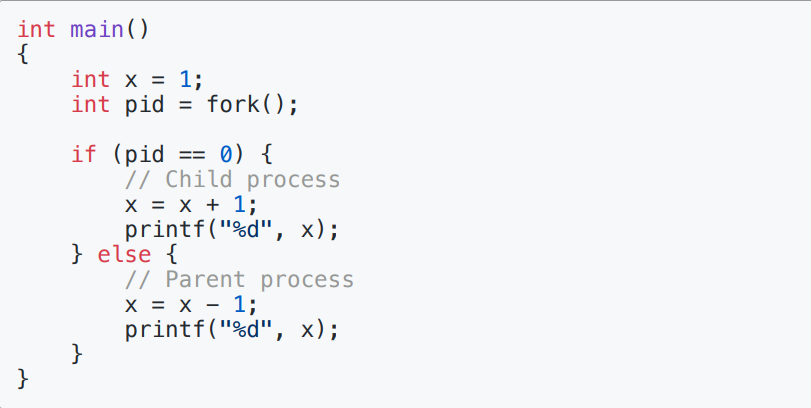 int main()
{
    int x = 1;
    int pid = fork();

    if (pid == 0) {
        // Child process
        x = x + 1;
        printf("%d", x);
    } else {
        // Parent process
        x = x − 1;
        printf("%d", x);
    }
}